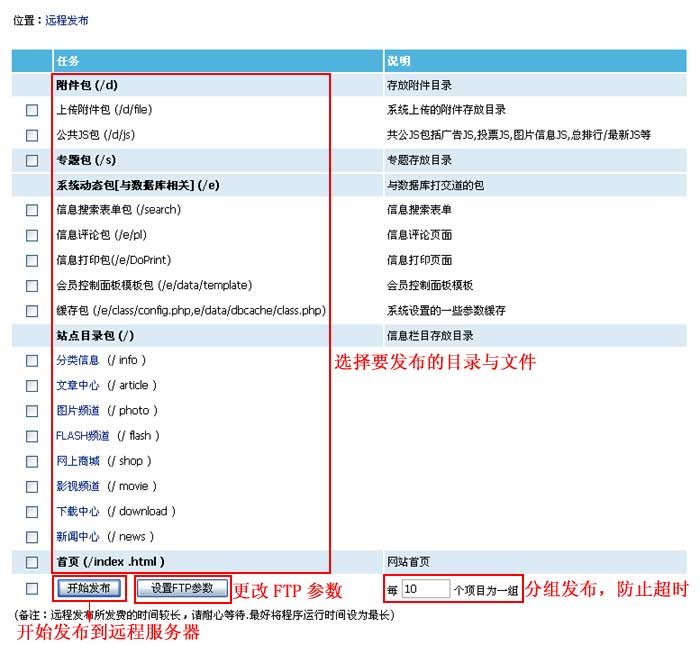 位置：远程发布
任务 说明
附件包 (/d) 存放附件目录
上传附件包 (/d/file) 系统上传的附件存放目录
公共JS包 (/d/js) 共公JS包括广告JS,投票JS,图片信息JS,总排行/最新JS等
专题包 (/s) 专题存放目录
系统动态包[与数据库相关] (/e) 与数据库打交道的包
信息搜索表单包 (/search) 信息搜索表单
信息评论包 (/e/pl) 信息评论页面
信息打印包(/e/DoPrint) 信息打印页面
会员控制面板模板包 (/e/data/template) 会员控制面板模板
缓存包 (/e/class/config.php,e/data/dbcache/class.php) 系统设置的一些参数缓存
站点目录包 (/) 信息栏目存放目录
分类信息 (/ info ) 选择要发布的目录与文件
文章中心 (/ article )
图片频道 (/ photo )
FLASH频道 (/ flash )
网上商城 (/ shop )
影视频道 (/ movie )
下载中心 (/ download )
新闻中心 (/ news )
首页 (/index .html ) 网站首页
开始发布 设置FTP参数 更改 FTP 参数 每 10 个项目为一组 分组发布，防止超时
(备注：远程发布所发费的时间较长，请耐心等待.最好将程序运行时间设为最长)
开始发布到远程服务器